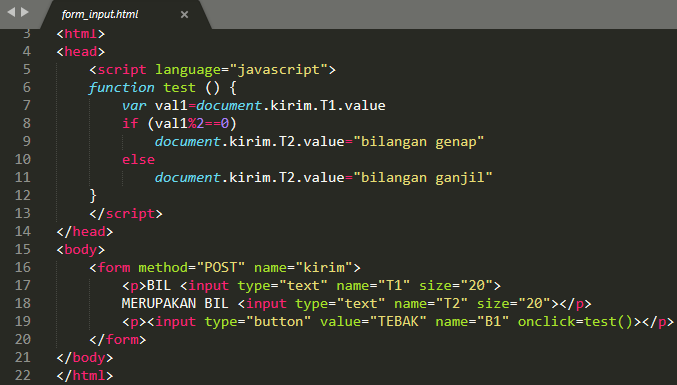 form_input.html ×
3 <html>
4 <head>
5 <script language="javascript">
6 function test () {
7 var val1=document.kirim.T1.value
8 if (val1%2==0)
9 document.kirim.T2.value="bilangan genap"
10 else
11 document.kirim.T2.value="bilangan ganjil"
12 }
13 </script>
14 </head>
15 <body>
16 <form method="POST" name="kirim">
17 <p>BIL <input type="text" name="T1" size="20">
18 MERUPAKAN BIL <input type="text" name="T2" size="20"></p>
19 <p><input type="button" value="TEBAK" name="B1" onclick=test()></p>
20 </form>
21 </body>
22 </html>